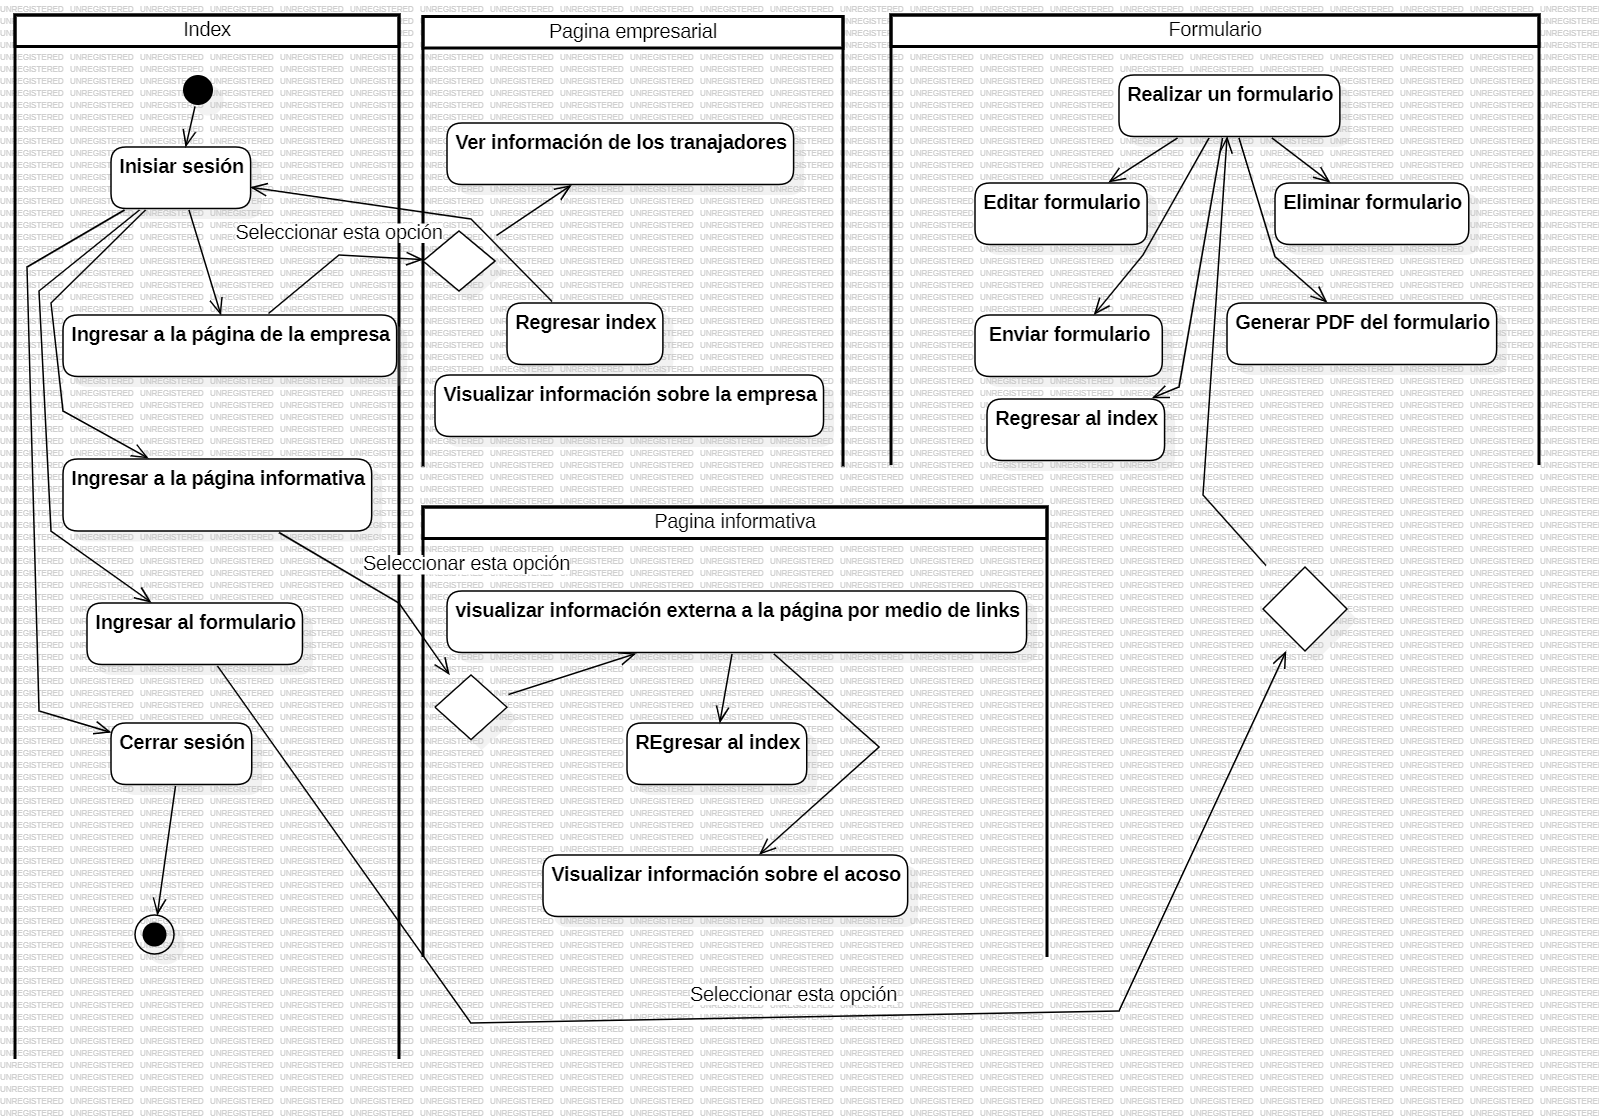 Index
Pagina empresarial
Formulario
Realizar un formulario
Ver información de los tranajadores
Inisiar sesión
Editar formulario
Eliminar formulario
Seleccionar esta opción
Regresar index
Generar PDF del formulario
Ingresar a la página de la empresa
Enviar formulario
Visualizar información sobre la empresa
Regresar al index
Ingresar a la página informativa
Pagina informativa
Seleccionar esta opción
visualizar información externa a la página por medio de links
Ingresar al formulario
Cerrar sesión
REgresar al index
Visualizar información sobre el acoso
Seleccionar esta opción
UNREGISTERED